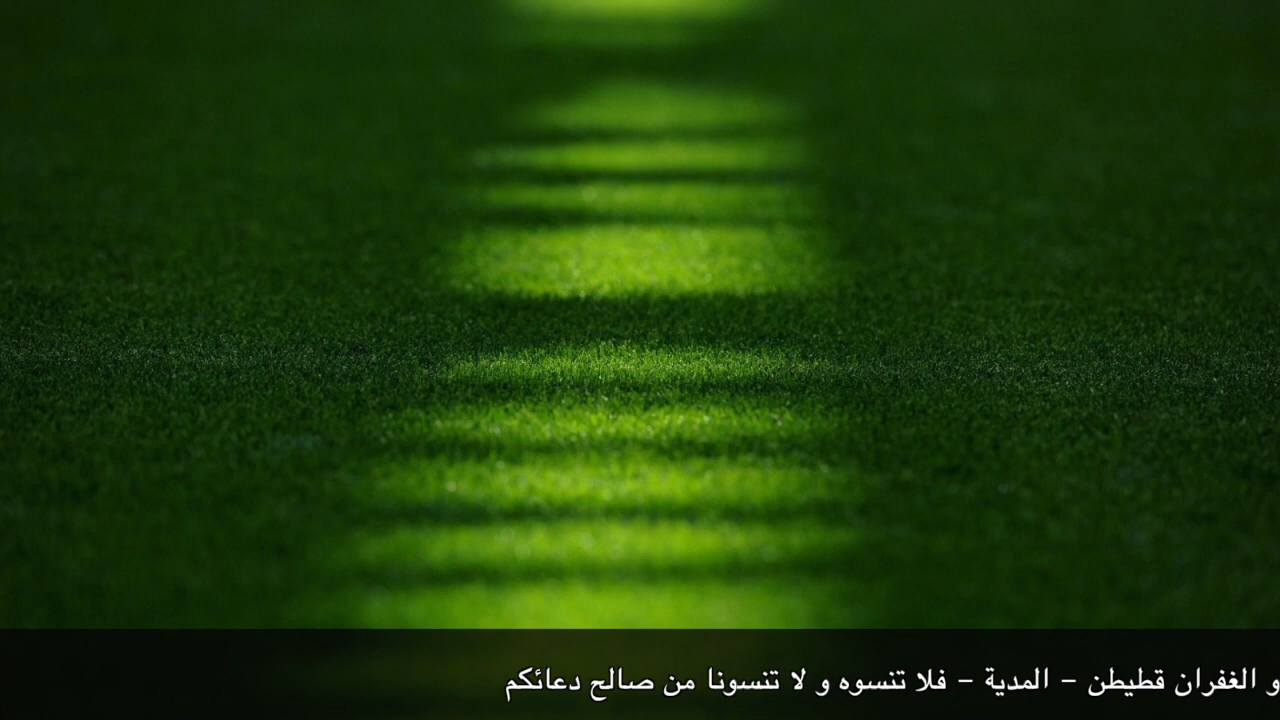 و الغفران قطيطن - المدية - فلا تنسوه و لا تنسونا من صالح دعائكم